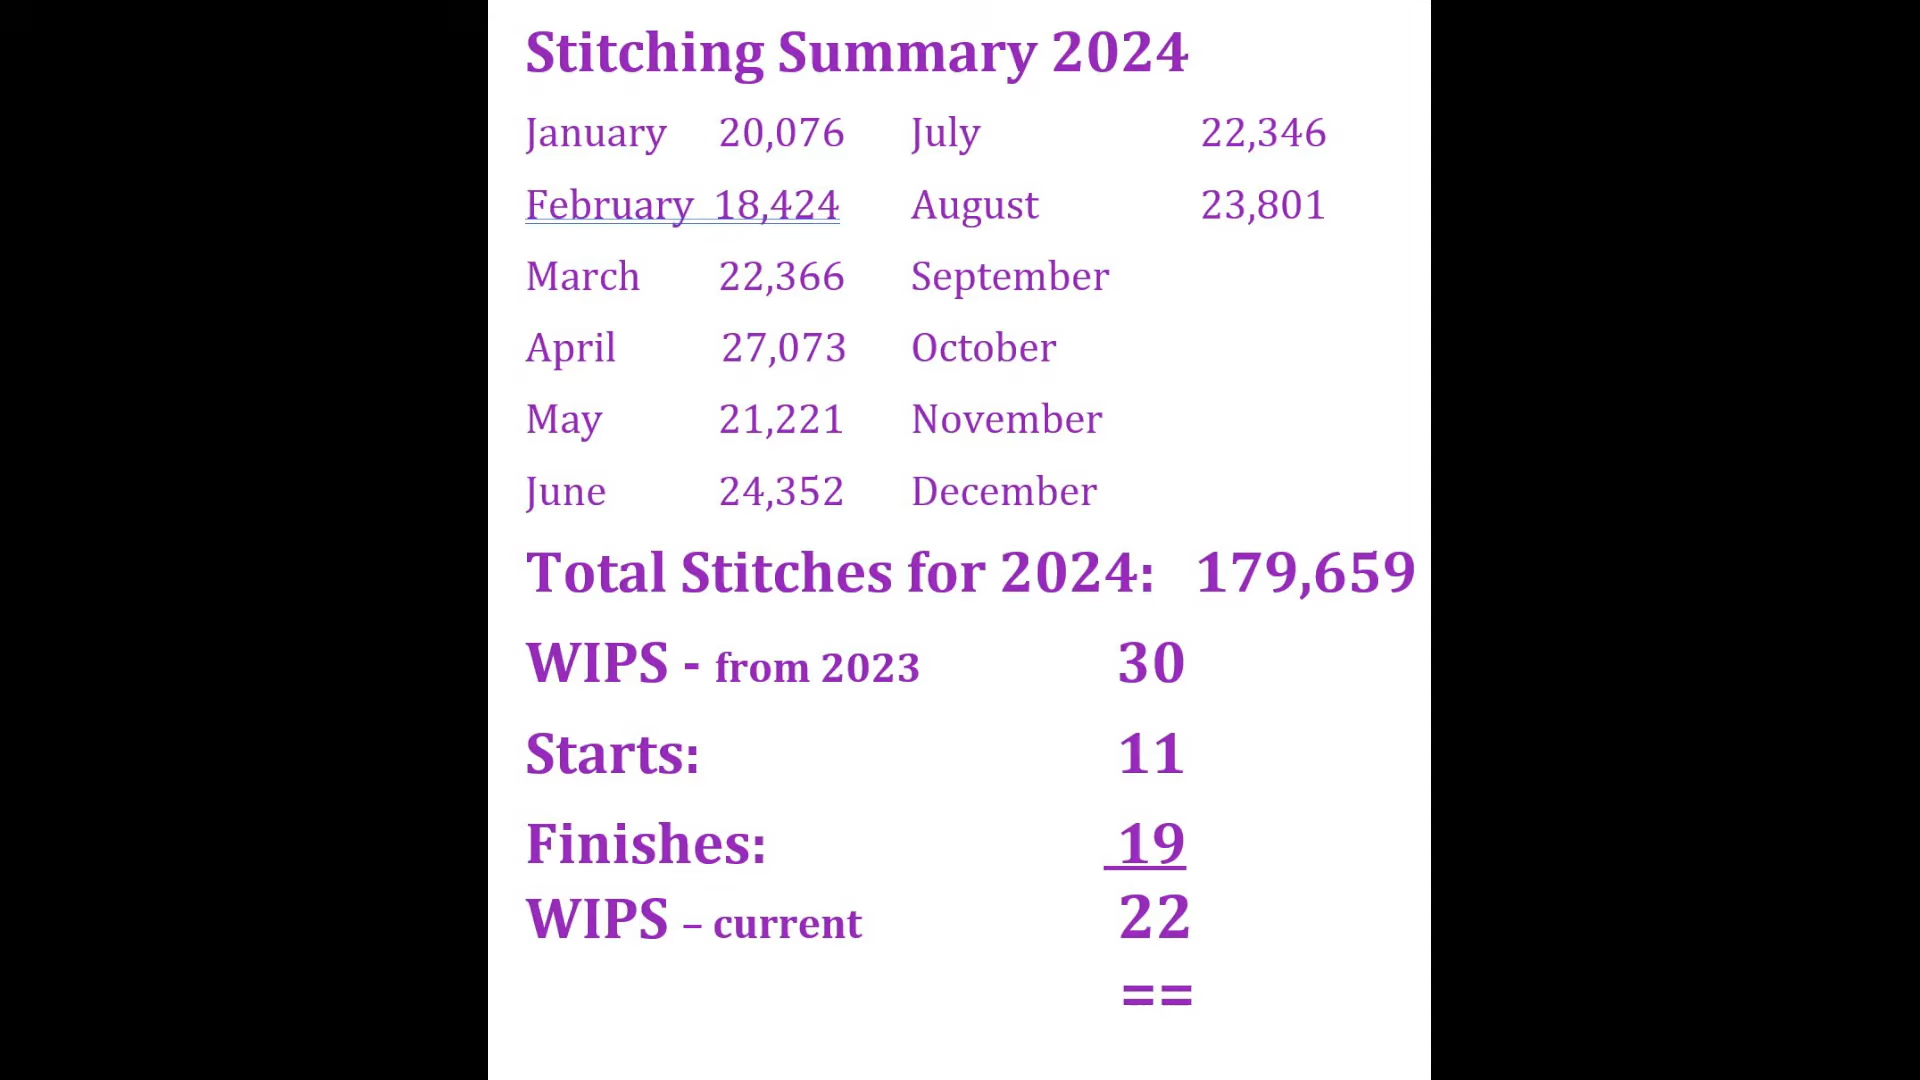 Stitching Summary 2024
January 20,076 July 22,346
February 18,424 August 23,801
March 22,366 September
April 27,073 October
May 21,221 November
June 24,352 December
Total Stitches for 2024: 179,659
WIPS - from 2023 30
Starts: 11
Finishes: 19
WIPS – current 22
==